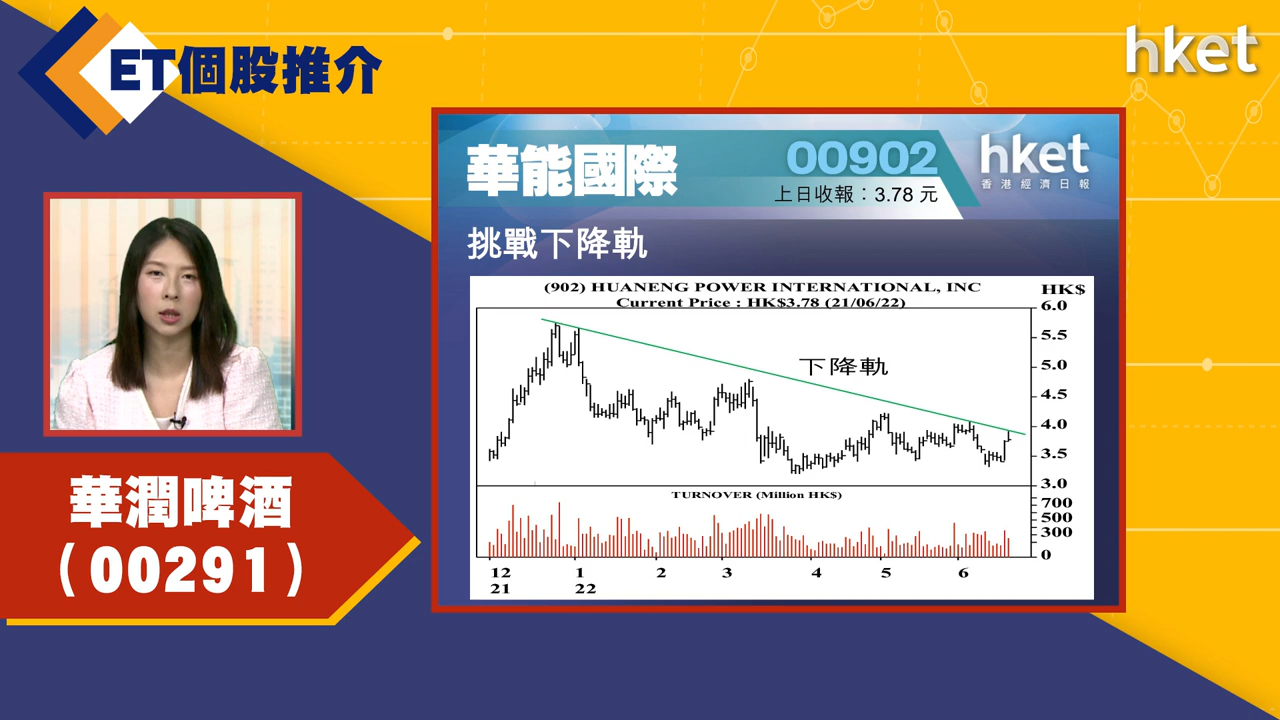 ET個股推介
hket
華能國際
00902
上日收報：3.78 元
hket
香港經濟日報
挑戰下降軌
(902) HUANENG POWER INTERNATIONAL, INC
Current Price : HK$3.78 (21/06/22)
HK$
6.0
5.5
5.0
4.5
4.0
3.5
3.0
下降軌
TURNOVER (Million HK$)
700
500
300
0
12 1 2 3 4 5 6
21 22
華潤啤酒
（00291）